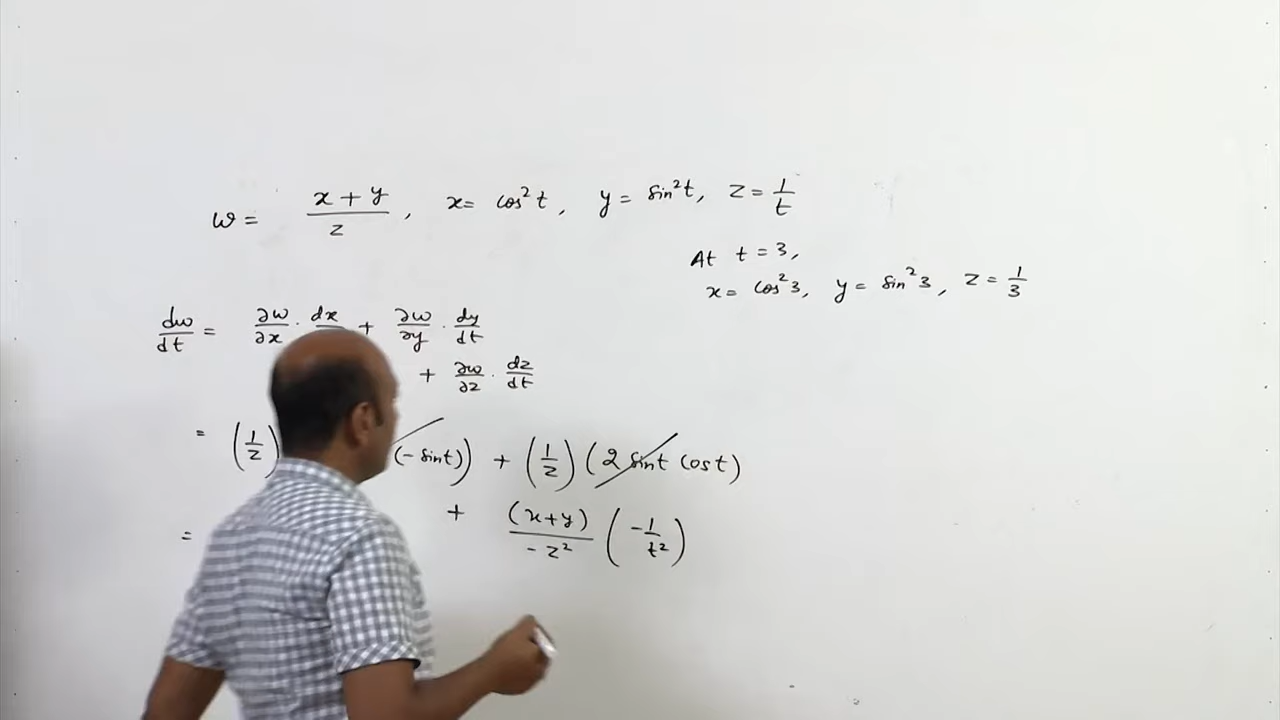 w = (x + y)/z, x = cos²t, y = sin²t, z = 1/t
At t = 3,
x = cos²3, y = sin²3, z = 1/3
dw/dt = ∂w/∂x · dx/ + ∂w/∂y · dy/dt
+ ∂w/∂z · dz/dt
= (1/z) (-sint)) + (1/z) (2 sint cost)
= + (x+y)/-z² (-1/t²)